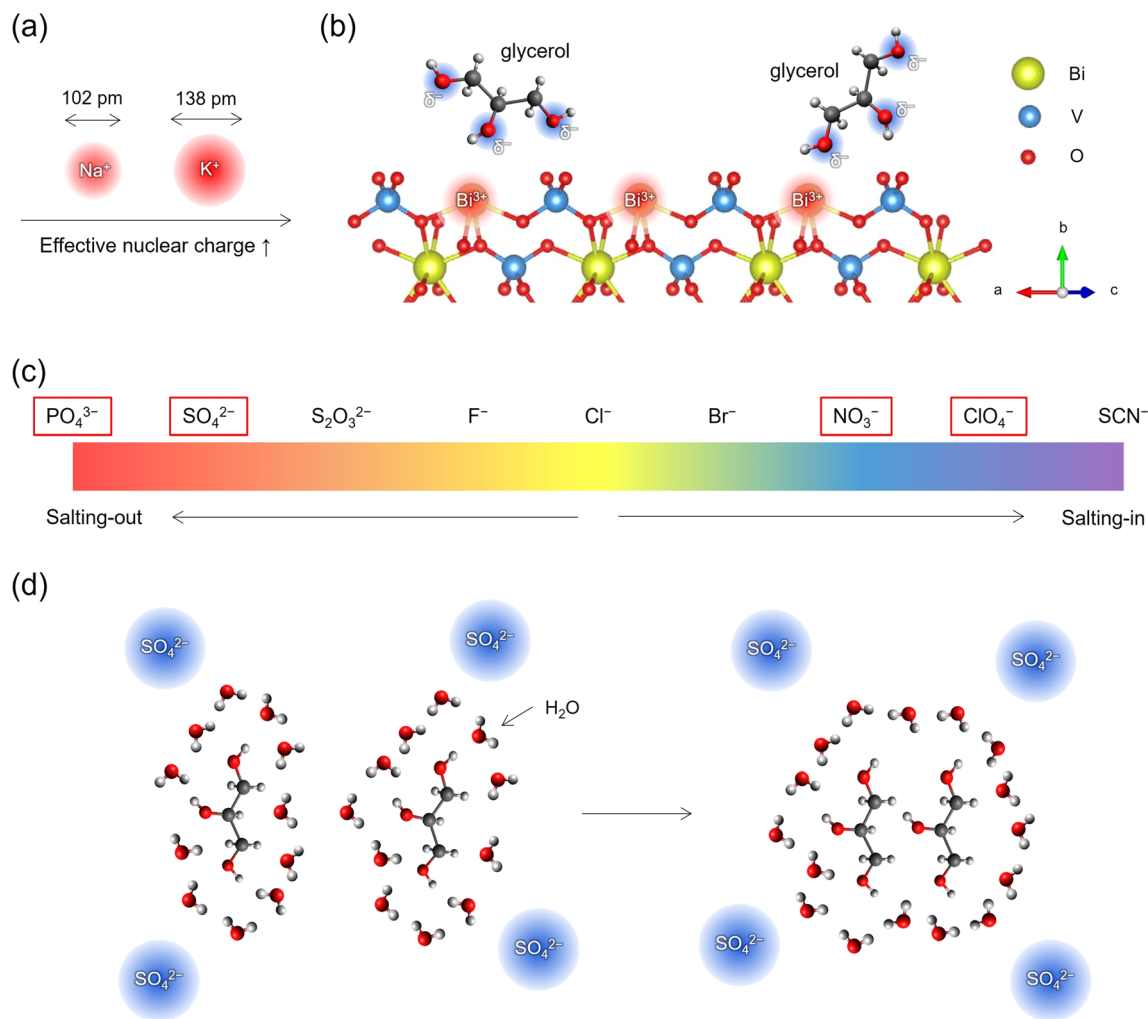 (a)
102 pm 138 pm
Na⁺ K⁺
Effective nuclear charge ↑
(b)
glycerol glycerol
δ⁻ δ⁻ δ⁻ δ⁻ δ⁻ δ⁻
Bi³⁺ Bi³⁺ Bi³⁺
Bi
V
O
b
a c
(c)
PO₄³⁻ SO₄²⁻ S₂O₃²⁻ F⁻ Cl⁻ Br⁻ NO₃⁻ ClO₄⁻ SCN⁻
Salting-out Salting-in
(d)
SO₄²⁻ SO₄²⁻ SO₄²⁻ SO₄²⁻
H₂O
SO₄²⁻ SO₄²⁻ SO₄²⁻ SO₄²⁻